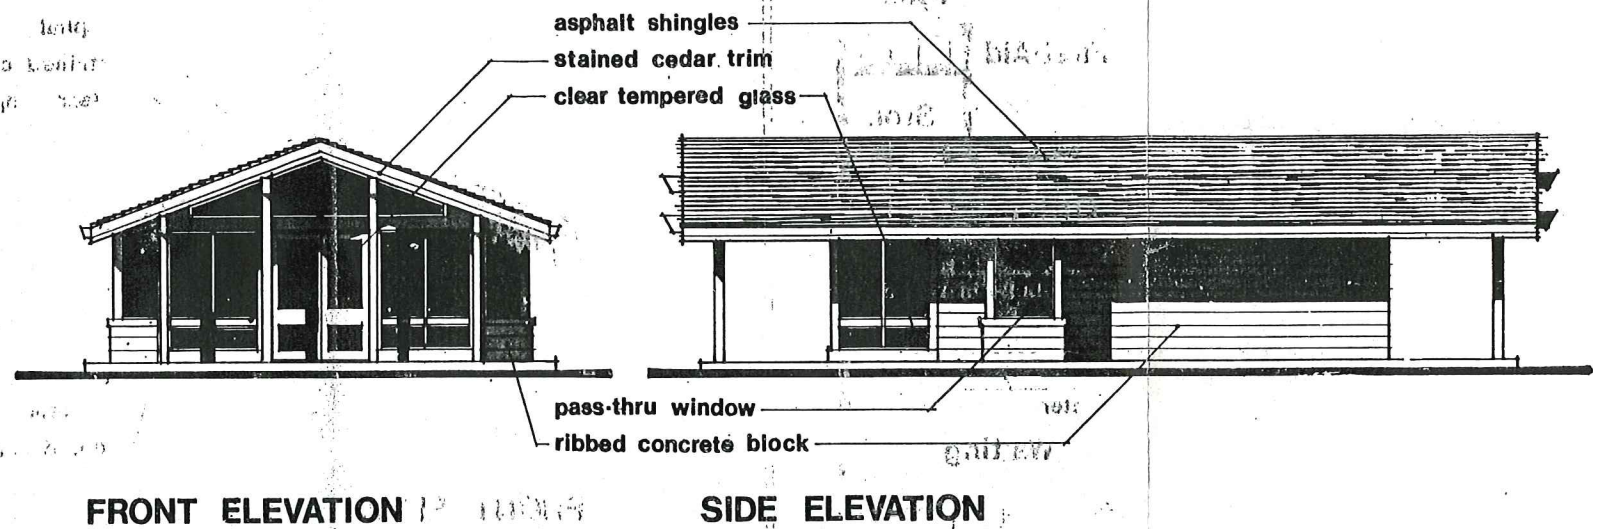 asphalt shingles
stained cedar trim
clear tempered glass
pass-thru window
ribbed concrete block
FRONT ELEVATION
SIDE ELEVATION